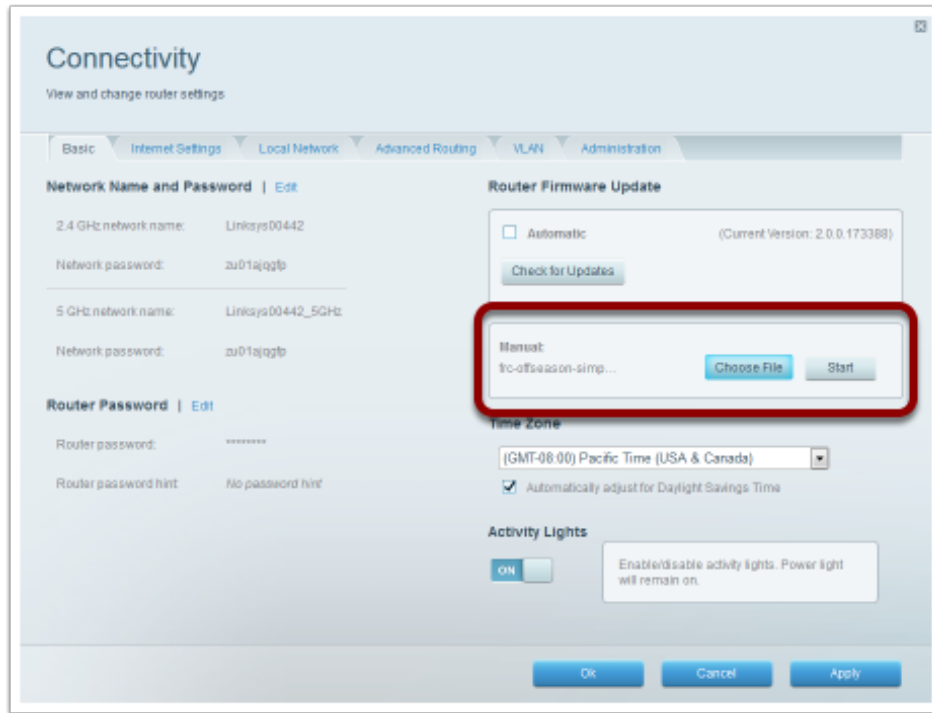 Connectivity
View and change router settings
Basic Internet Settings Local Network Advanced Routing VLAN Administration
Network Name and Password | Edit
2.4 GHz network name: Linksys00442
Network password: zu01ajqgfp
5 GHz network name: Linksys00442_5GHz
Network password: zu01ajqgfp
Router Password | Edit
Router password: ********
Router password hint No password hint
Router Firmware Update
Automatic (Current Version: 2.0.0.173388)
Check for Updates
Manual:
frc-offseason-simp...
Choose File Start
Time Zone
(GMT-08:00) Pacific Time (USA & Canada)
Automatically adjust for Daylight Savings Time
Activity Lights
ON
Enable/disable activity lights. Power light
will remain on.
Ok Cancel Apply